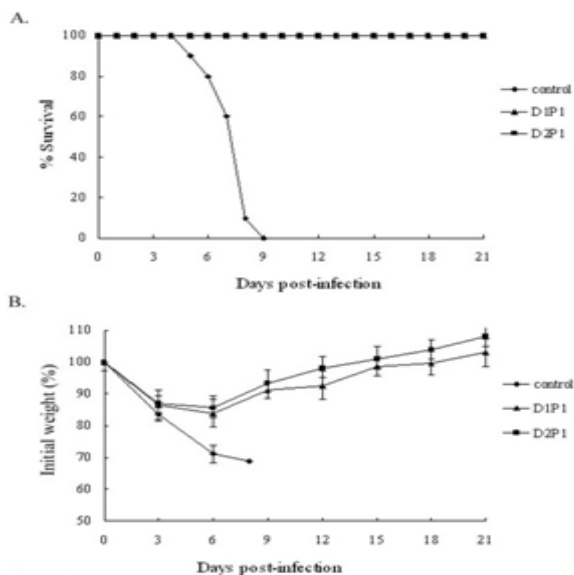 A.
% Survival
100
80
60
40
20
0
0 3 6 9 12 15 18 21
Days post-infection
control
D1P1
D2P1
B.
Initial weight (%)
110
100
90
80
70
60
50
0 3 6 9 12 15 18 21
Days post-infection
control
D1P1
D2P1